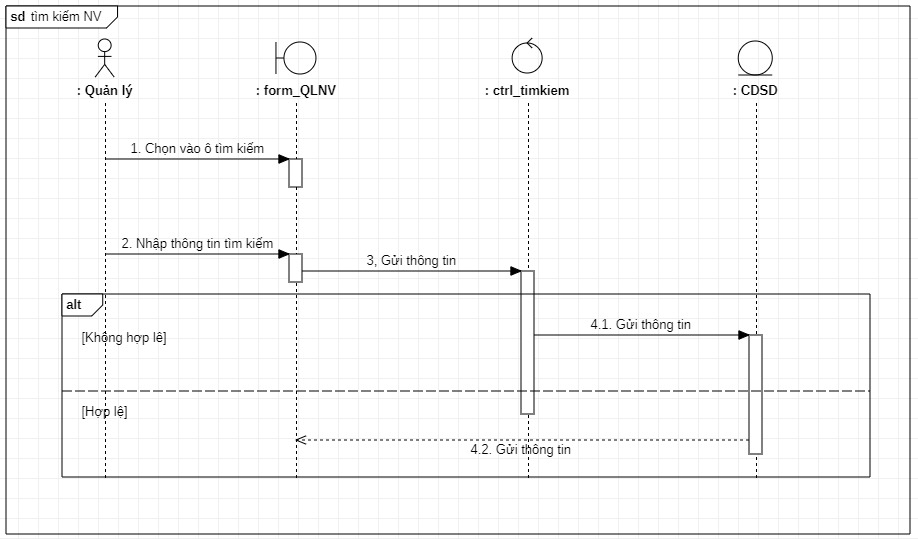 sd tìm kiếm NV
: Quản lý
: form_QLNV
: ctrl_timkiem
: CDSD
1. Chọn vào ô tìm kiếm
2. Nhập thông tin tìm kiếm
3, Gửi thông tin
alt
4.1. Gửi thông tin
[Không hợp lê]
[Hợp lệ]
4.2. Gửi thông tin